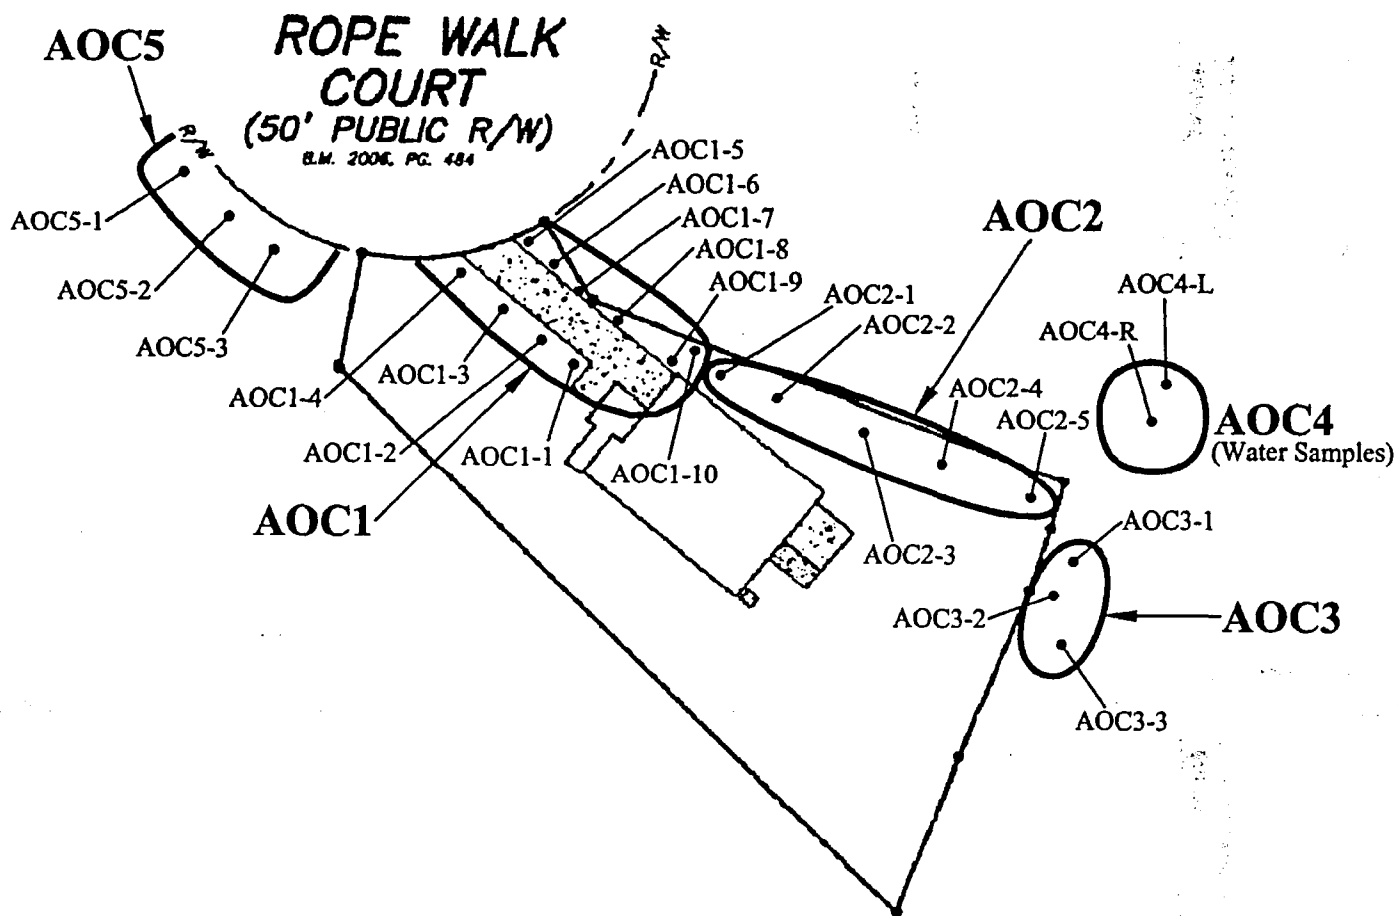 AOC5
ROPE WALK
COURT
(50' PUBLIC R/W)
B.M. 2006, PG. 484
R/W
R/W
AOC5-1
AOC5-2
AOC5-3
AOC1-5
AOC1-6
AOC1-7
AOC1-8
AOC1-9
AOC1-4
AOC1-3
AOC1-2
AOC1-1
AOC1-10
AOC1
AOC2
AOC2-1
AOC2-2
AOC2-4
AOC2-5
AOC2-3
AOC4-L
AOC4-R
AOC4
(Water Samples)
AOC3-1
AOC3-2
AOC3
AOC3-3